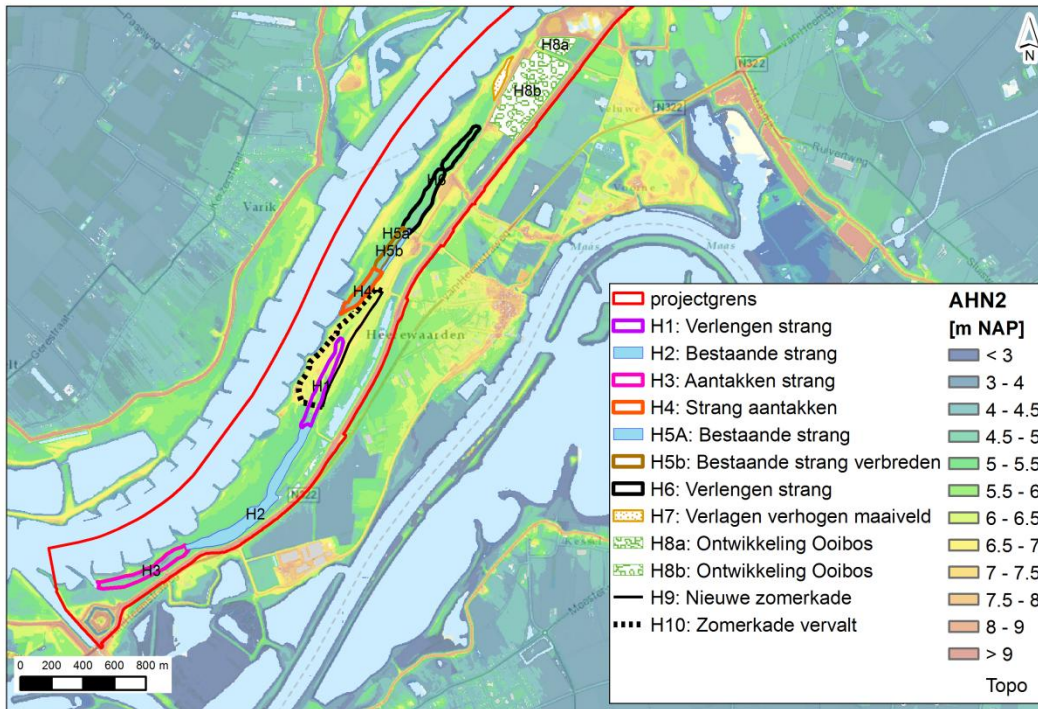 H8a
H8b
N322
N322
Maas
Maas
Varik
H6
H5a
H5b
H4
Heerewaarden
H1
H2
N322
H3
N
0 200 400 600 800 m
projectgrens
H1: Verlengen strang
H2: Bestaande strang
H3: Aantakken strang
H4: Strang aantakken
H5A: Bestaande strang
H5b: Bestaande strang verbreden
H6: Verlengen strang
H7: Verlagen verhogen maaiveld
H8a: Ontwikkeling Ooibos
H8b: Ontwikkeling Ooibos
H9: Nieuwe zomerkade
H10: Zomerkade vervalt
AHN2
[m NAP]
< 3
3 - 4
4 - 4.5
4.5 - 5
5 - 5.5
5.5 - 6
6 - 6.5
6.5 - 7
7 - 7.5
7.5 - 8
8 - 9
> 9
Topo